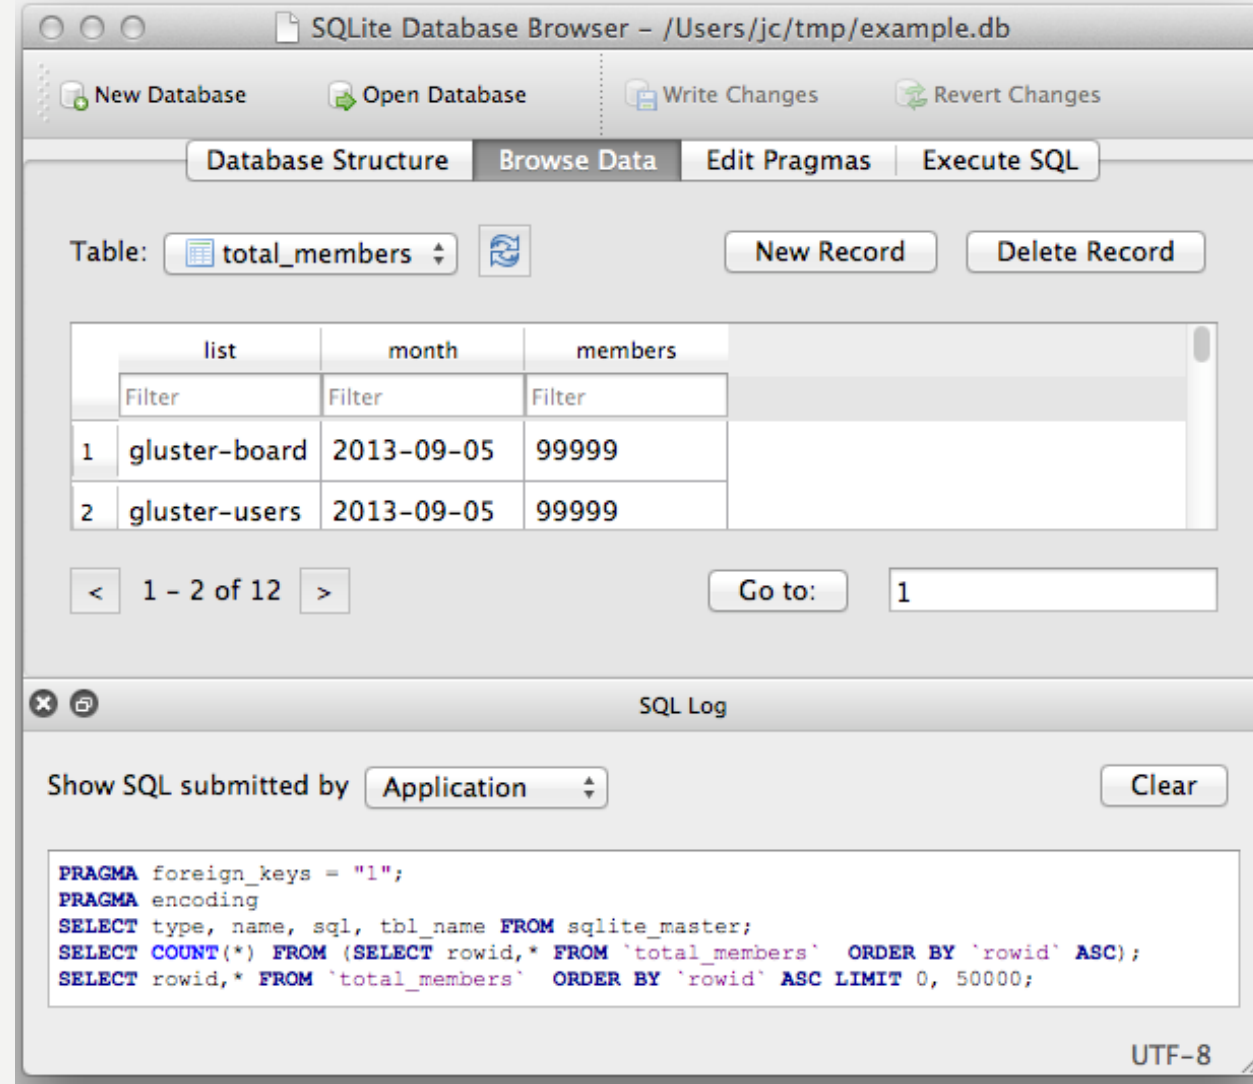 SQLite Database Browser – /Users/jc/tmp/example.db
New Database Open Database Write Changes Revert Changes
Database Structure Browse Data Edit Pragmas Execute SQL
Table: total_members New Record Delete Record
list month members
Filter Filter Filter
1 gluster-board 2013-09-05 99999
2 gluster-users 2013-09-05 99999
< 1 - 2 of 12 > Go to: 1
SQL Log
Show SQL submitted by Application Clear
PRAGMA foreign_keys = "1";
PRAGMA encoding
SELECT type, name, sql, tbl_name FROM sqlite_master;
SELECT COUNT(*) FROM (SELECT rowid,* FROM `total_members`  ORDER BY `rowid` ASC);
SELECT rowid,* FROM `total_members`  ORDER BY `rowid` ASC LIMIT 0, 50000;
UTF-8